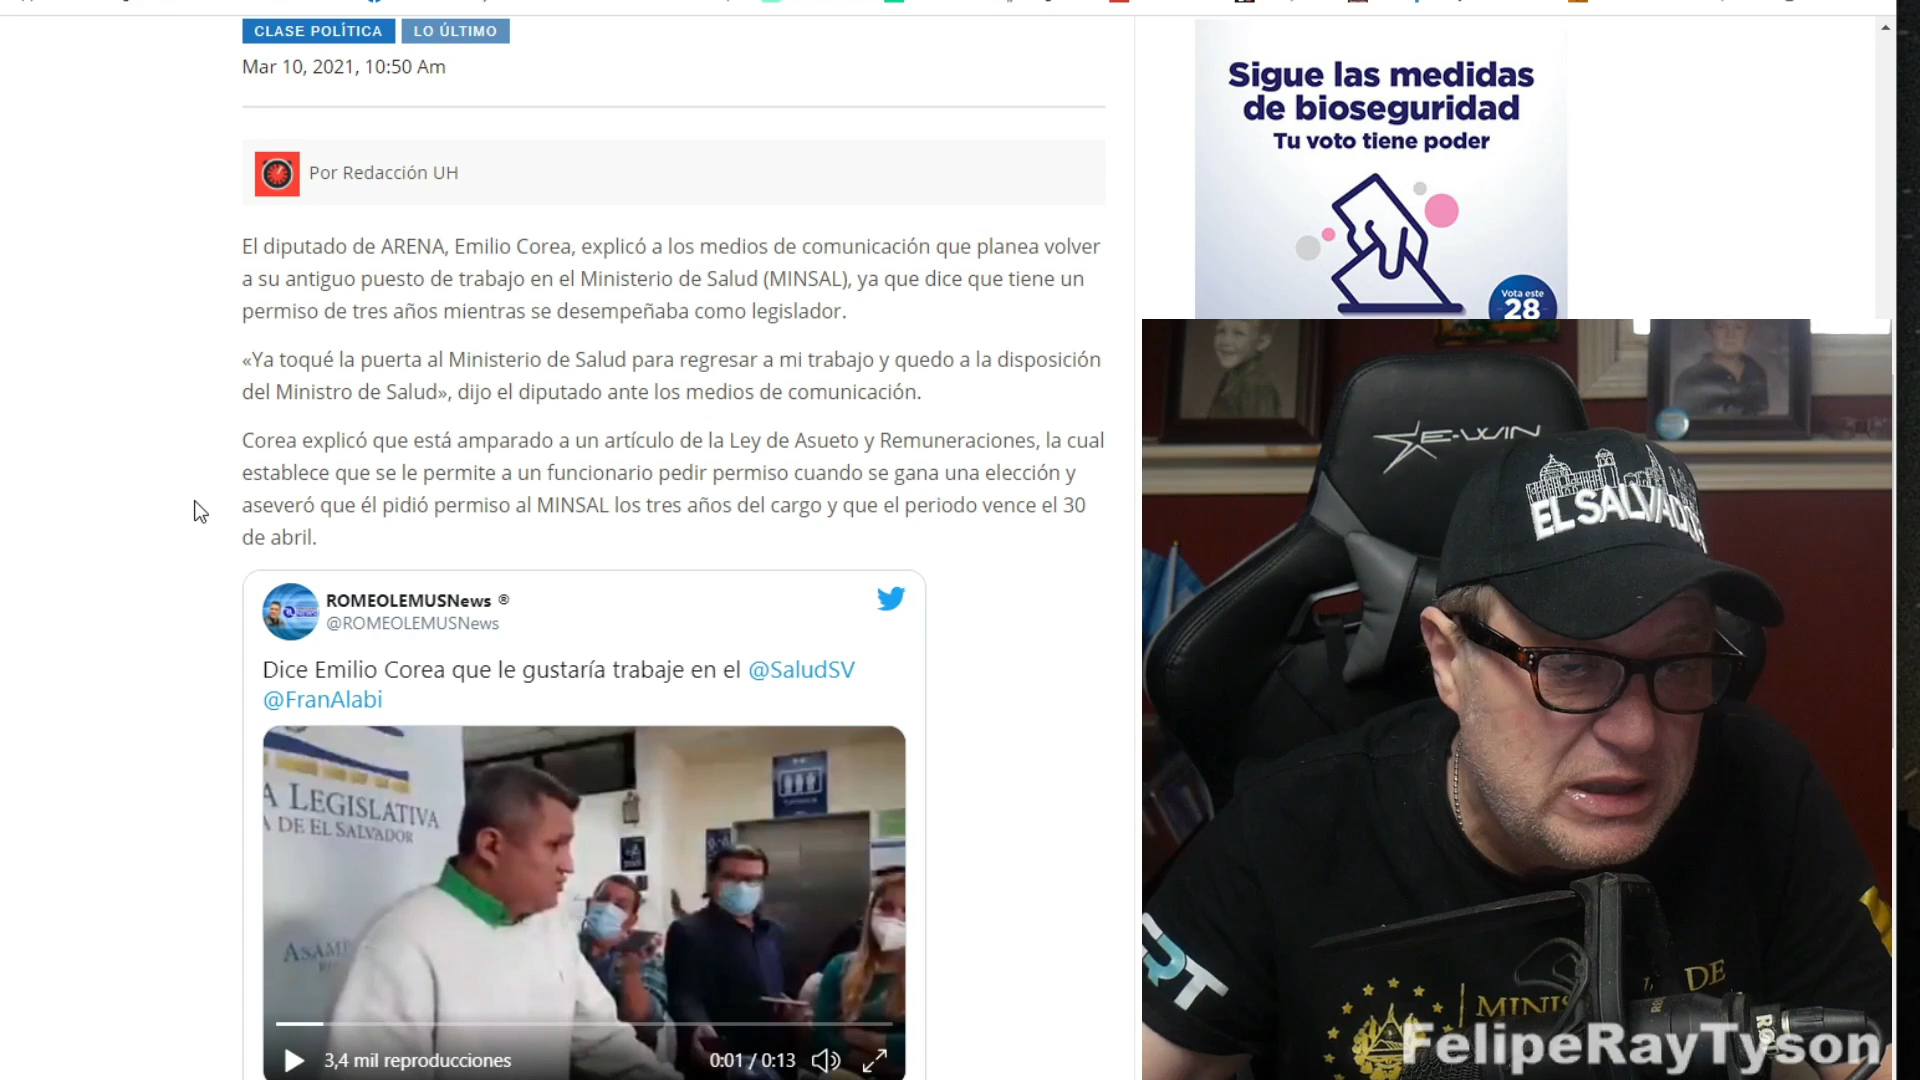 CLASE POLÍTICA LO ÚLTIMO
Mar 10, 2021, 10:50 Am
Por Redacción UH
El diputado de ARENA, Emilio Corea, explicó a los medios de comunicación que planea volver
a su antiguo puesto de trabajo en el Ministerio de Salud (MINSAL), ya que dice que tiene un
permiso de tres años mientras se desempeñaba como legislador.
«Ya toqué la puerta al Ministerio de Salud para regresar a mi trabajo y quedo a la disposición
del Ministro de Salud», dijo el diputado ante los medios de comunicación.
Corea explicó que está amparado a un artículo de la Ley de Asueto y Remuneraciones, la cual
establece que se le permite a un funcionario pedir permiso cuando se gana una elección y
aseveró que él pidió permiso al MINSAL los tres años del cargo y que el periodo vence el 30
de abril.
ROMEOLEMUSNews ®
@ROMEOLEMUSNews
Dice Emilio Corea que le gustaría trabaje en el @SaludSV
@FranAlabi
A LEGISLATIVA
A DE EL SALVADOR
ASAM
3,4 mil reproducciones
0:01 / 0:13
Sigue las medidas
de bioseguridad
Tu voto tiene poder
Vota este
28
E-WIN
EL SALVADOR
RT
MINIS DE
FelipeRayTyson